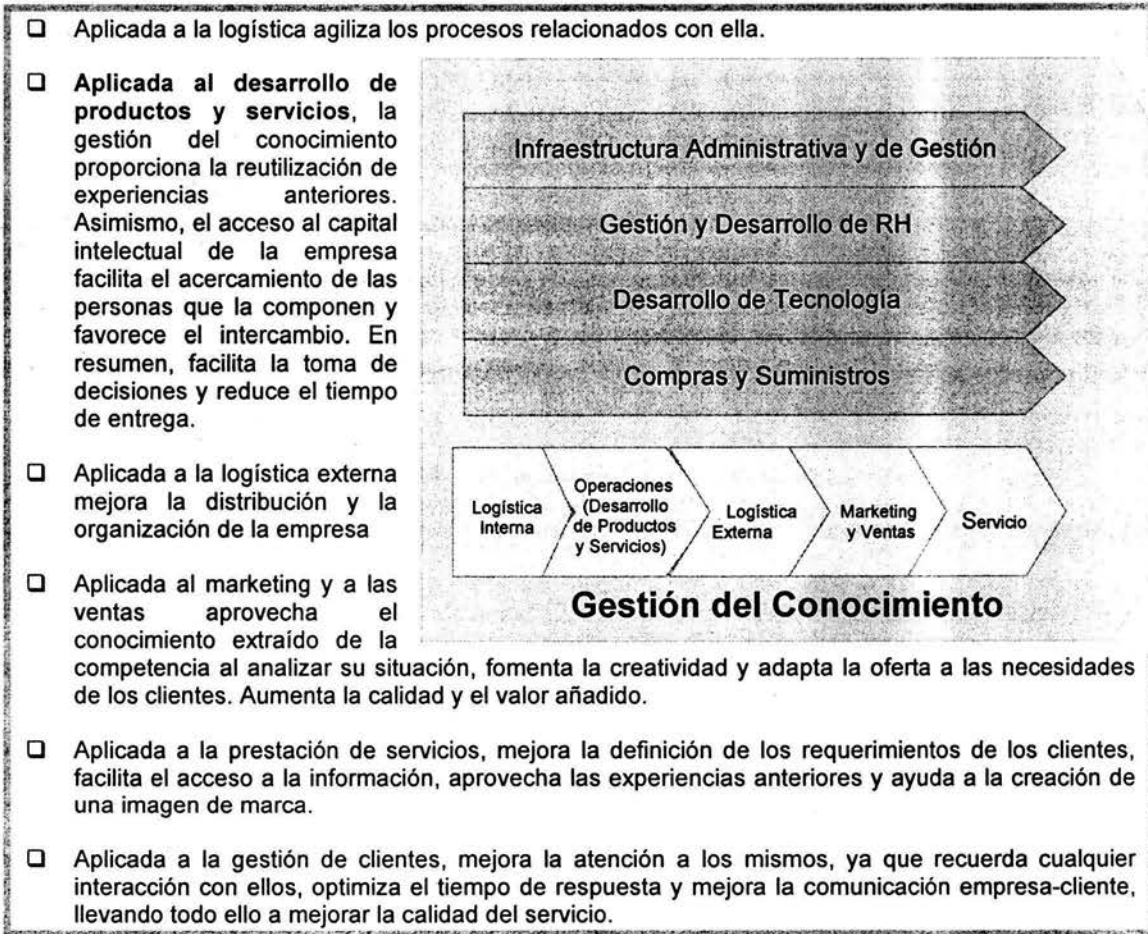 ❑ Aplicada a la logística agiliza los procesos relacionados con ella.
❑ Aplicada al desarrollo de
productos y servicios, la
gestión del conocimiento
proporciona la reutilización de
experiencias anteriores.
Asimismo, el acceso al capital
intelectual de la empresa
facilita el acercamiento de las
personas que la componen y
favorece el intercambio. En
resumen, facilita la toma de
decisiones y reduce el tiempo
de entrega.
❑ Aplicada a la logística externa
mejora la distribución y la
organización de la empresa
❑ Aplicada al marketing y a las
ventas aprovecha el
conocimiento extraído de la
competencia al analizar su situación, fomenta la creatividad y adapta la oferta a las necesidades
de los clientes. Aumenta la calidad y el valor añadido.
❑ Aplicada a la prestación de servicios, mejora la definición de los requerimientos de los clientes,
facilita el acceso a la información, aprovecha las experiencias anteriores y ayuda a la creación de
una imagen de marca.
❑ Aplicada a la gestión de clientes, mejora la atención a los mismos, ya que recuerda cualquier
interacción con ellos, optimiza el tiempo de respuesta y mejora la comunicación empresa-cliente,
llevando todo ello a mejorar la calidad del servicio.
Infraestructura Administrativa y de Gestión
Gestión y Desarrollo de RH
Desarrollo de Tecnología
Compras y Suministros
Logística
Interna
Operaciones
(Desarrollo
de Productos
y Servicios)
Logística
Externa
Marketing
y Ventas
Servicio
Gestión del Conocimiento